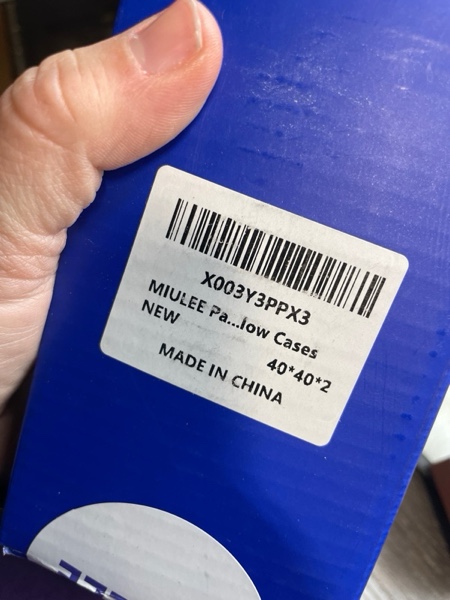 X003Y3PPX3
MIULEE Pa...low Cases
NEW 40*40*2
MADE IN CHINA